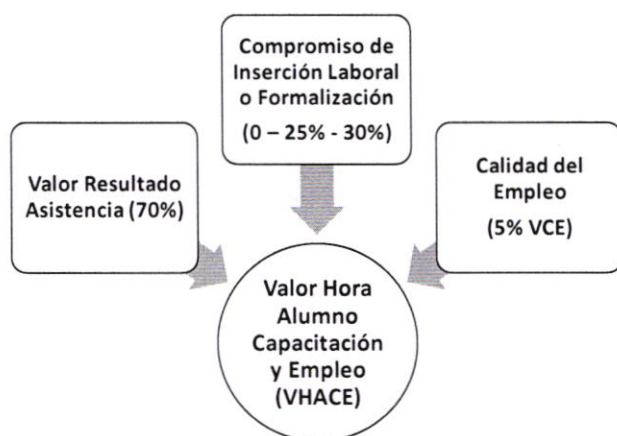 Compromiso de
Inserción Laboral
o Formalización
(0 – 25% - 30%)
Valor Resultado
Asistencia (70%)
Calidad del
Empleo
(5% VCE)
Valor Hora
Alumno
Capacitación
y Empleo
(VHACE)